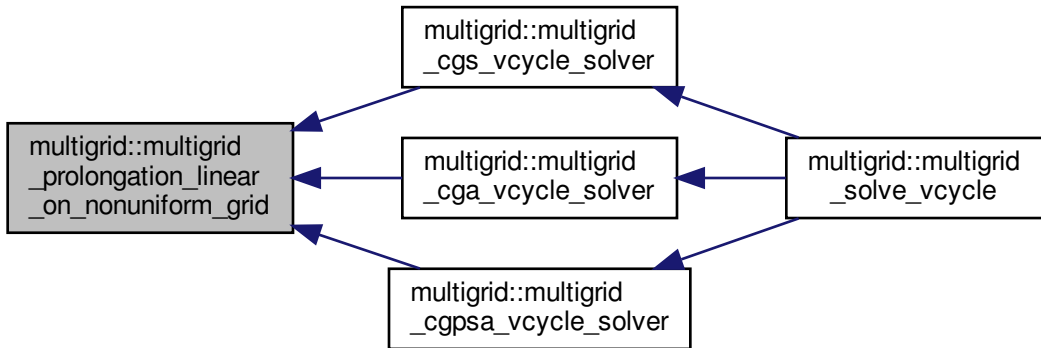 multigrid::multigrid
_cgs_vcycle_solver
multigrid::multigrid
_prolongation_linear
_on_nonuniform_grid
multigrid::multigrid
_cga_vcycle_solver
multigrid::multigrid
_solve_vcycle
multigrid::multigrid
_cgpsa_vcycle_solver